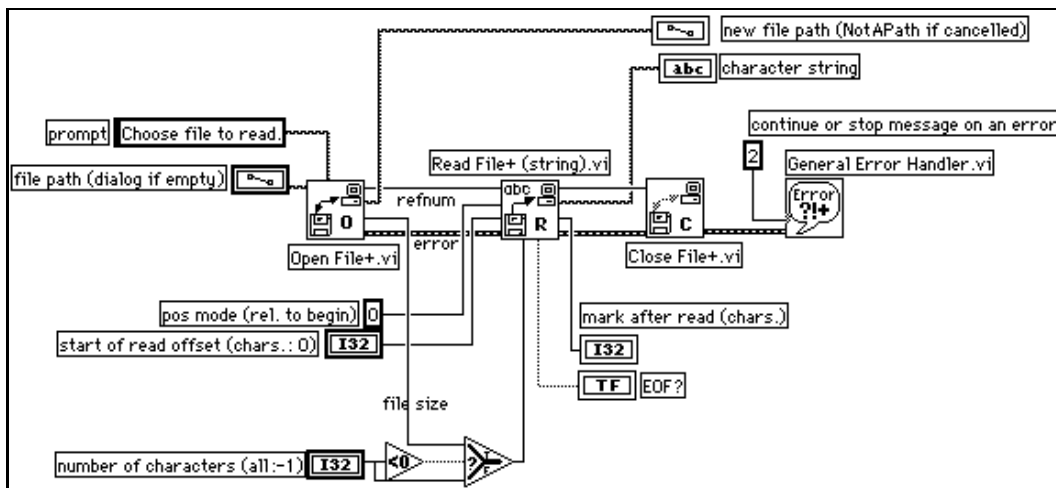 new file path (NotAPath if cancelled)
abc character string
prompt Choose file to read.
continue or stop message on an error
file path (dialog if empty)
Read File+ (string).vi
2 General Error Handler.vi
abc
refnum
Error
?!+
O R C
error
Open File+.vi
Close File+.vi
pos mode (rel. to begin) 0
mark after read (chars.)
start of read offset (chars.: 0) I32
I32
TF EOF?
file size
number of characters (all:-1) I32 <0 ? T
F